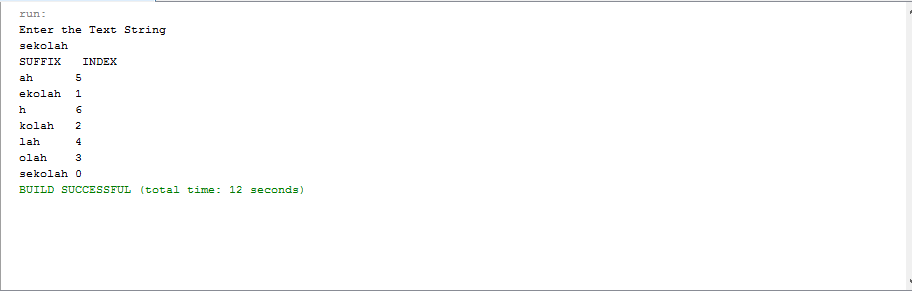 run:
Enter the Text String
sekolah
SUFFIX   INDEX
ah      5
ekolah  1
h       6
kolah   2
lah     4
olah    3
sekolah 0
BUILD SUCCESSFUL (total time: 12 seconds)